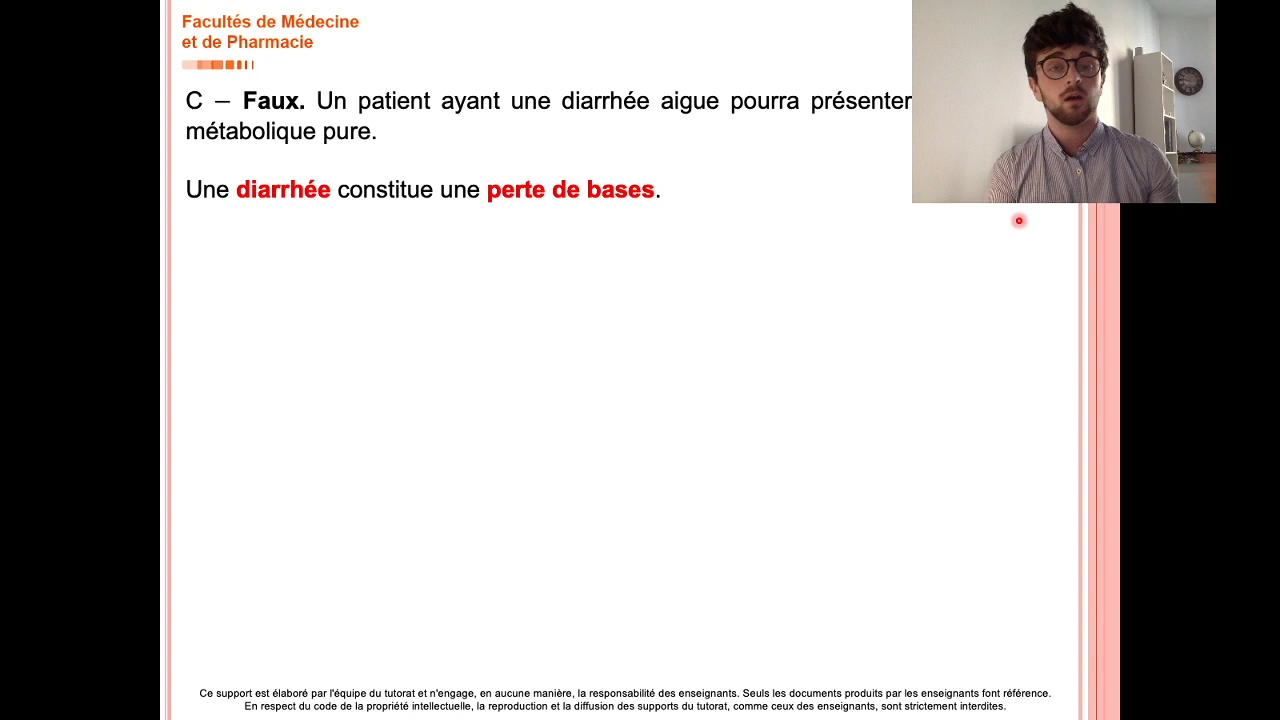 Facultés de Médecine
et de Pharmacie
C – Faux. Un patient ayant une diarrhée aigue pourra présenter
métabolique pure.
Une diarrhée constitue une perte de bases.
Ce support est élaboré par l'équipe du tutorat et n'engage, en aucune manière, la responsabilité des enseignants. Seuls les documents produits par les enseignants font référence.
En respect du code de la propriété intellectuelle, la reproduction et la diffusion des supports du tutorat, comme ceux des enseignants, sont strictement interdites.